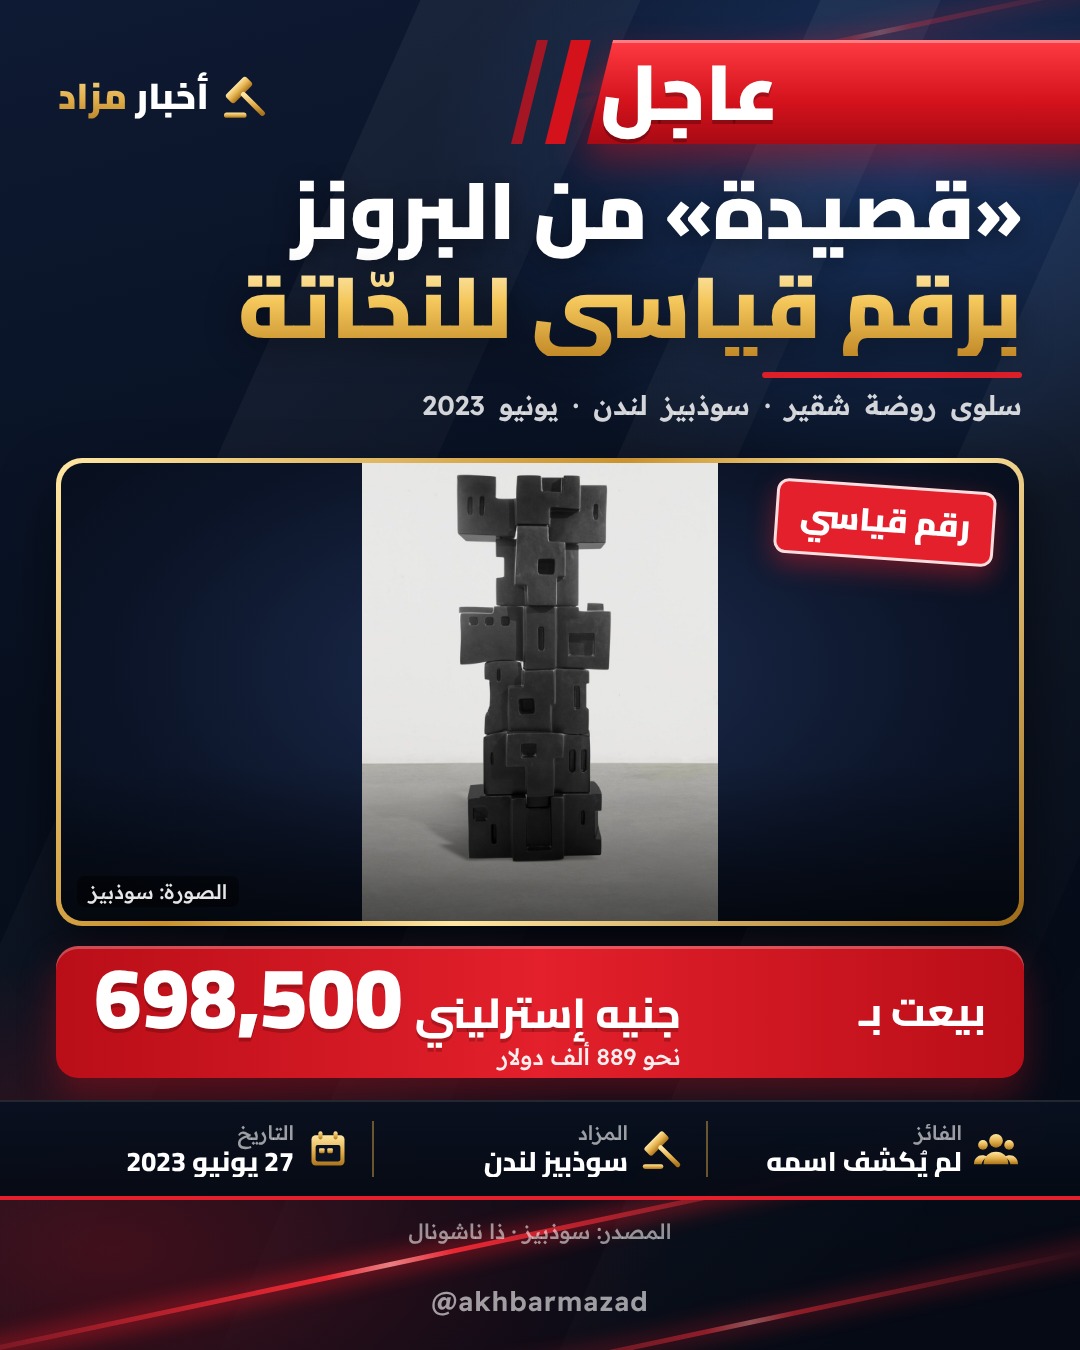 عاجل
أخبار مزاد
«قصيدة» من البرونز
برقم قياسي للنحّاتة
سلوى روضة شقير · سوذبيز لندن · يونيو 2023
رقم قياسي
الصورة: سوذبيز
بيعت بـ
698,500 جنيه إسترليني
نحو 889 ألف دولار
الفائز
لم يُكشف اسمه
المزاد
سوذبيز لندن
التاريخ
27 يونيو 2023
المصدر: سوذبيز · ذا ناشونال
@akhbarmazad